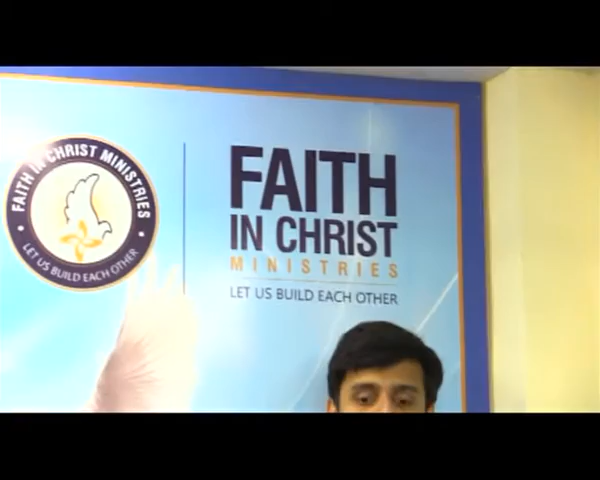 FAITH IN CHRIST MINISTRIES
LET US BUILD EACH OTHER
FAITH
IN CHRIST
MINISTRIES
LET US BUILD EACH OTHER